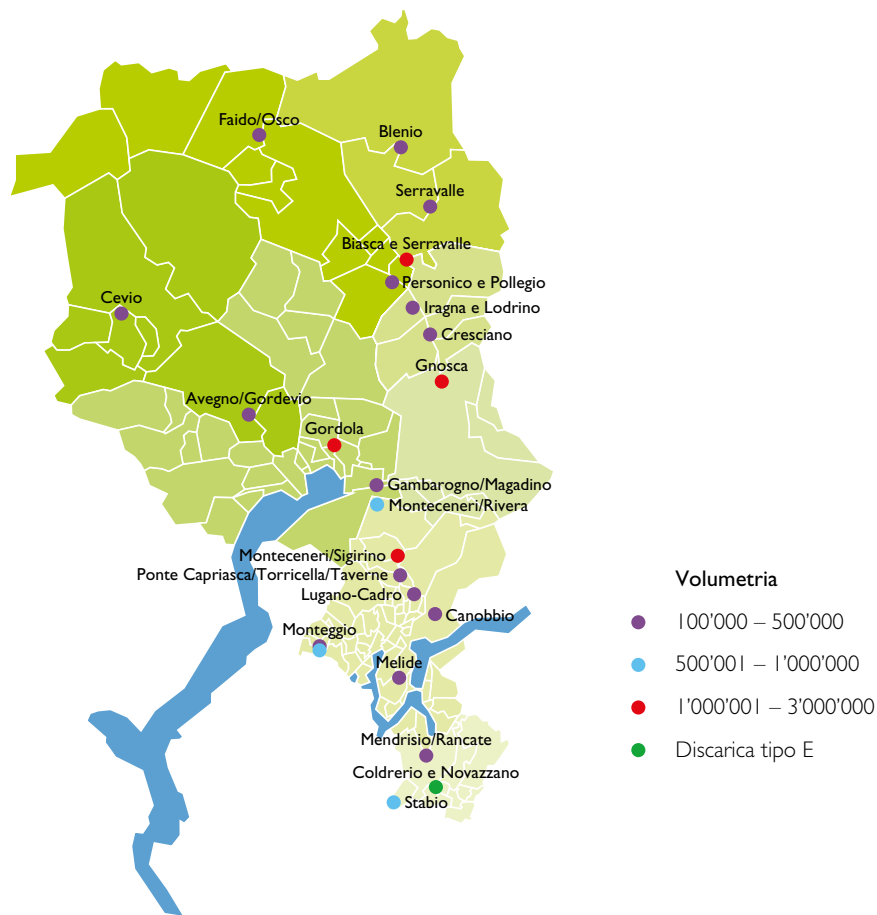 Faido/Osco
Blenio
Serravalle
Biasca e Serravalle
Personico e Pollegio
Cevio
Iragna e Lodrino
Cresciano
Gnosca
Avegno/Gordevio
Gordola
Gambarogno/Magadino
Monteceneri/Rivera
Monteceneri/Sigirino
Ponte Capriasca/Torricella/Taverne
Lugano-Cadro
Canobbio
Monteggio
Melide
Mendrisio/Rancate
Coldrerio e Novazzano
Stabio
Volumetria
100'000 – 500'000
500'001 – 1'000'000
1'000'001 – 3'000'000
Discarica tipo E